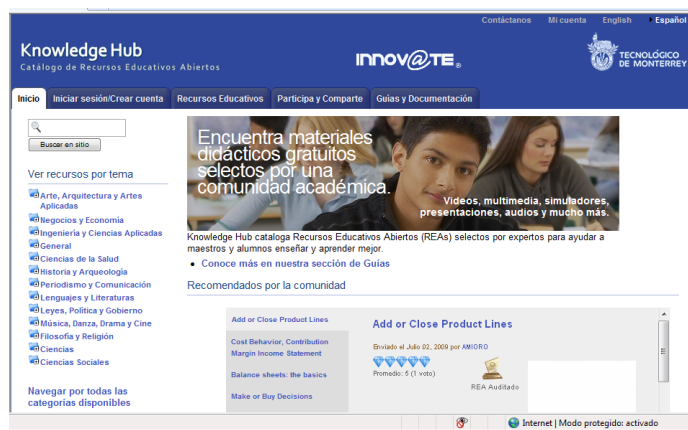 Contáctanos Mi cuenta English Español
Knowledge Hub
Catálogo de Recursos Educativos Abiertos
INNOV@TE®
TECNOLÓGICO
DE MONTERREY
Inicio Iniciar sesión/Crear cuenta Recursos Educativos Participa y Comparte Guías y Documentación
Buscar en sitio
Ver recursos por tema
Arte, Arquitectura y Artes
Aplicadas
Negocios y Economía
Ingeniería y Ciencias Aplicadas
General
Ciencias de la Salud
Historia y Arqueología
Periodismo y Comunicación
Lenguajes y Literaturas
Leyes, Política y Gobierno
Música, Danza, Drama y Cine
Filosofía y Religión
Ciencias
Ciencias Sociales
Navegar por todas las
categorías disponibles
Encuentra materiales
didácticos gratuitos
selectos por una
comunidad académica.
Videos, multimedia, simuladores,
presentaciones, audios y mucho más.
Knowledge Hub cataloga Recursos Educativos Abiertos (REAs) selectos por expertos para ayudar a
maestros y alumnos enseñar y aprender mejor.
Conoce más en nuestra sección de Guías
Recomendados por la comunidad
Add or Close Product Lines
Cost Behavior, Contribution
Margin Income Statement
Balance sheets: the basics
Make or Buy Decisions
Add or Close Product Lines
Enviado el Julio 02, 2009 por AMIORO
Promedio: 5 (1 voto)
REA Auditado
Internet | Modo protegido: activado